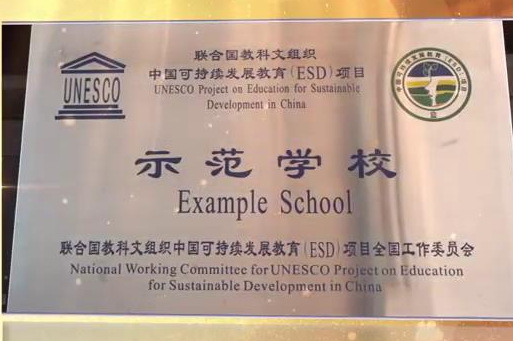 联合国教科文组织
中国可持续发展教育(ESD)项目
UNESCO Project on Education for Sustainable
Development in China
UNESCO
示范学校
Example School
联合国教科文组织中国可持续发展教育(ESD)项目全国工作委员会
National Working Committee for UNESCO Project on Education
for Sustainable Development in China